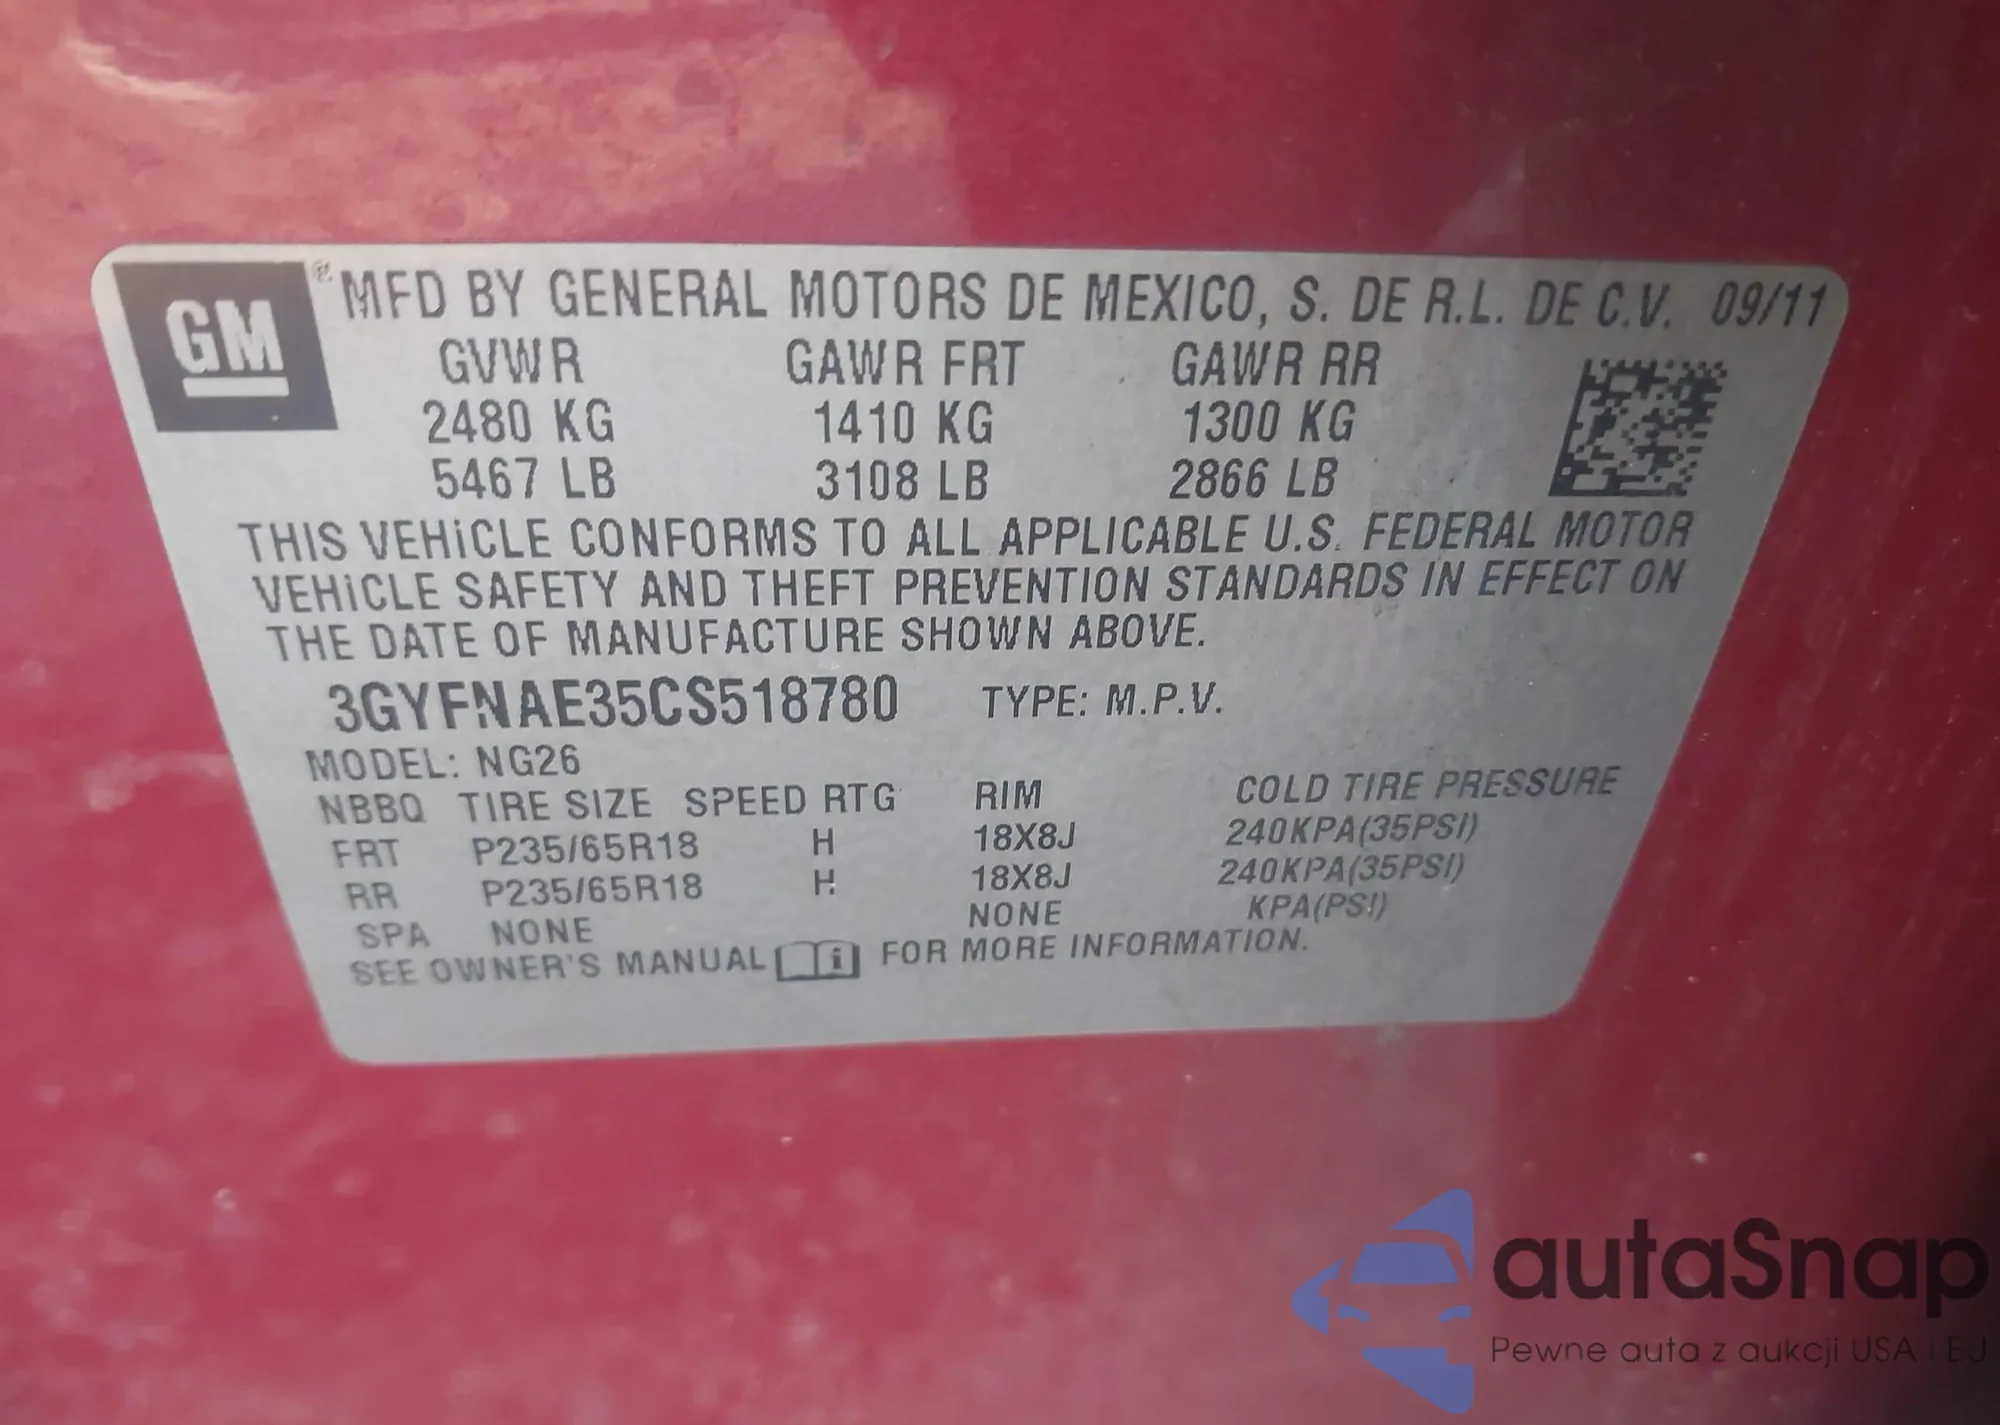 GM
® MFD BY GENERAL MOTORS DE MEXICO, S. DE R.L. DE C.V. 09/11
GVWR GAWR FRT GAWR RR
2480 KG 1410 KG 1300 KG
5467 LB 3108 LB 2866 LB
THIS VEHiCLE CONFORMS TO ALL APPLICABLE U.S. FEDERAL MOTOR
VEHiCLE SAFETY AND THEFT PREVENTION STANDARDS IN EFFECT ON
THE DATE OF MANUFACTURE SHOWN ABOVE.
3GYFNAE35CS518780 TYPE: M.P.V.
MODEL: NG26
NBBQ TIRE SIZE SPEED RTG RIM COLD TIRE PRESSURE
FRT P235/65R18 H 18X8J 240KPA(35PSI)
RR P235/65R18 H 18X8J 240KPA(35PSI)
SPA NONE NONE KPA(PSI)
SEE OWNER'S MANUAL i FOR MORE INFORMATION.
autaSnap
Pewne auta z aukcji USA i EU